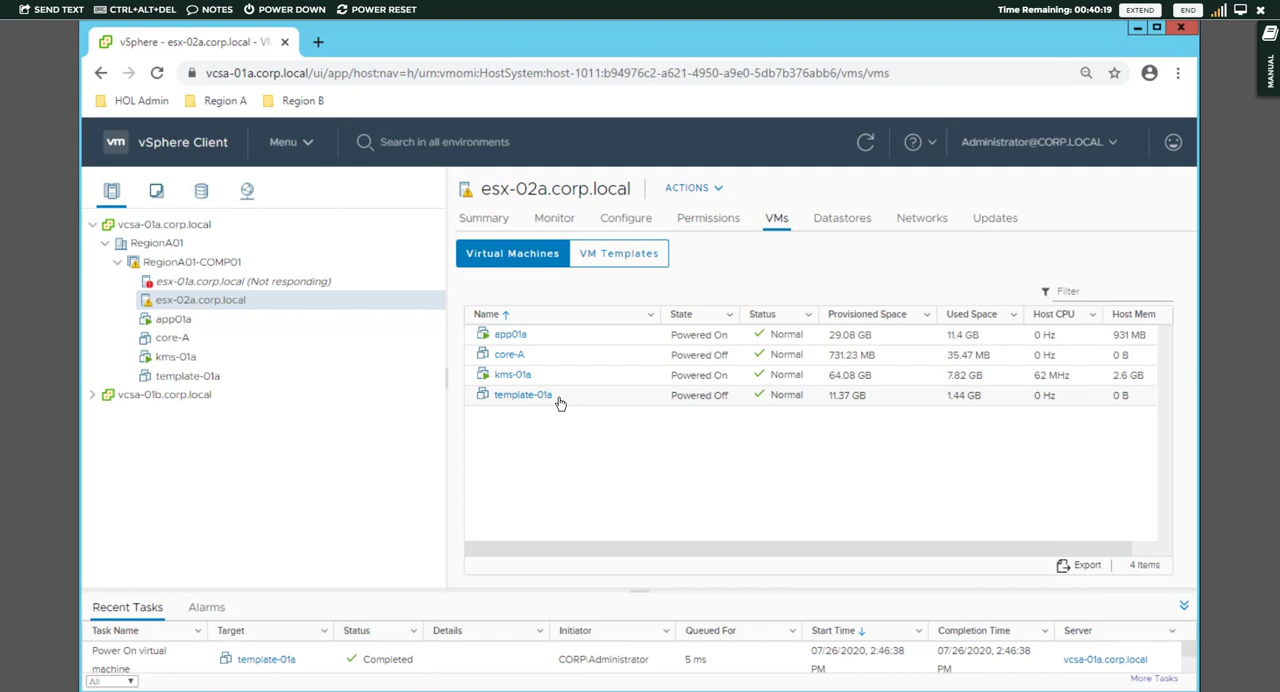 SEND TEXT CTRL+ALT+DEL NOTES POWER DOWN POWER RESET Time Remaining: 00:40:19 EXTEND END
vSphere - esx-02a.corp.local - VM
MANUAL
vcsa-01a.corp.local/ui/app/host;nav=h/urn:vmomi:HostSystem:host-1011:b94976c2-a621-4950-a9e0-5db7b376abb6/vms/vms
HOL Admin Region A Region B
vm vSphere Client Menu Search in all environments Administrator@CORP.LOCAL
esx-02a.corp.local ACTIONS
Summary Monitor Configure Permissions VMs Datastores Networks Updates
Virtual Machines VM Templates
vcsa-01a.corp.local
RegionA01
RegionA01-COMP01
esx-01a.corp.local (Not responding)
esx-02a.corp.local
app01a
core-A
kms-01a
template-01a
vcsa-01b.corp.local
Filter
Name State Status Provisioned Space Used Space Host CPU Host Mem
app01a Powered On Normal 29.08 GB 11.4 GB 0 Hz 931 MB
core-A Powered Off Normal 731.23 MB 35.47 MB 0 Hz 0 B
kms-01a Powered On Normal 64.08 GB 7.82 GB 62 MHz 2.6 GB
template-01a Powered Off Normal 11.37 GB 1.44 GB 0 Hz 0 B
Export 4 items
Recent Tasks Alarms
Task Name Target Status Details Initiator Queued For Start Time Completion Time Server
Power On virtual machine template-01a Completed CORP\Administrator 5 ms 07/26/2020, 2:46:38 PM 07/26/2020, 2:46:38 PM vcsa-01a.corp.local
All More Tasks